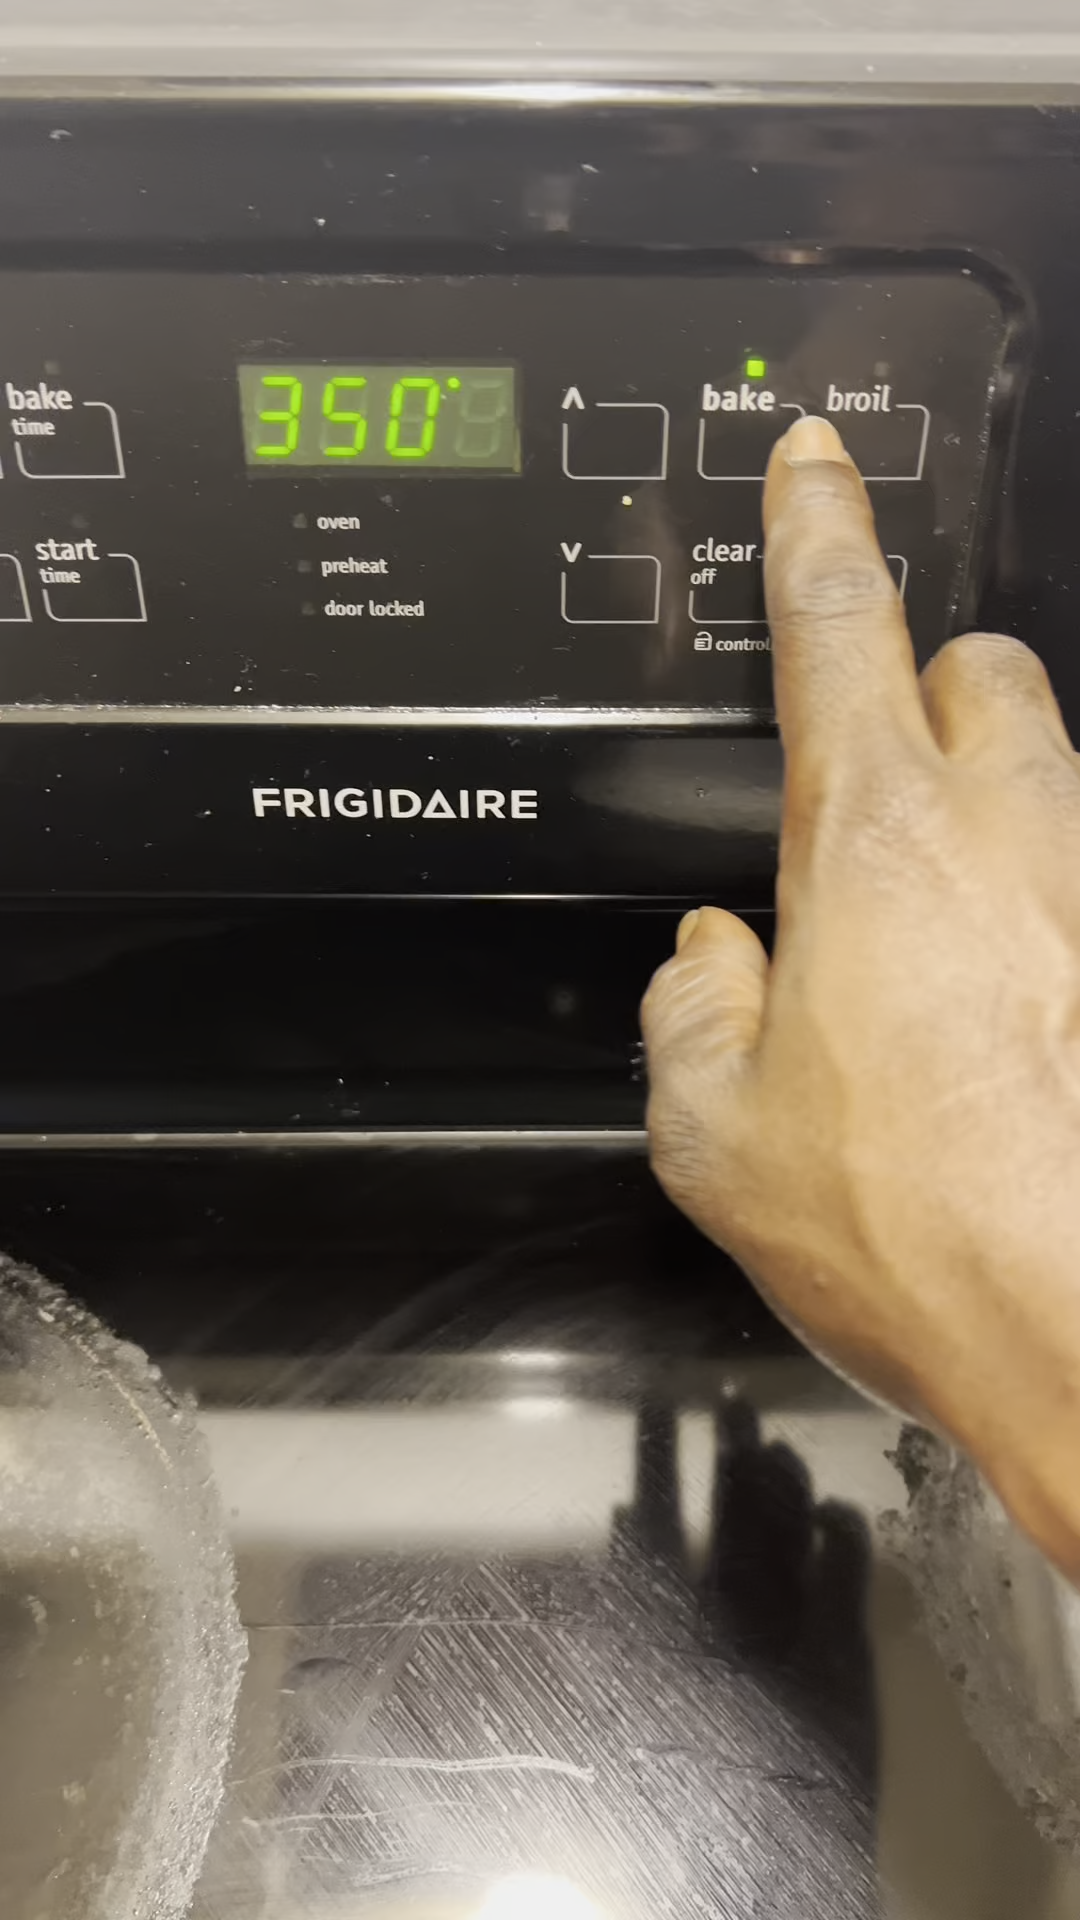 bake
time
350°
^
bake
broil
oven
preheat
door locked
start
time
v
clear
off
control
FRIGIDAIRE